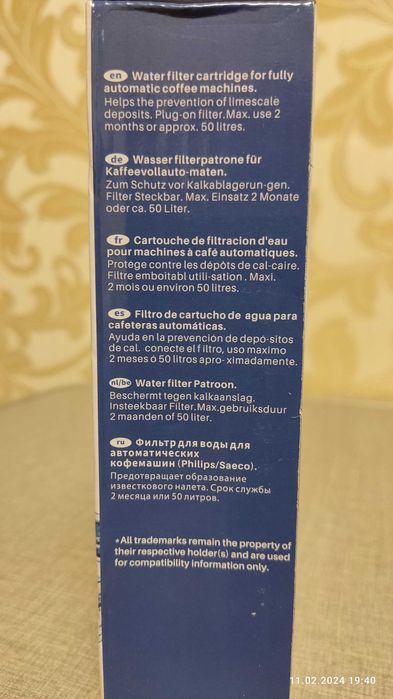 en Water filter cartridge for fully
automatic coffee machines.
Helps the prevention of limescale
deposits. Plug-on filter.Max. use 2
months or approx. 50 litres.
de Wasser filterpatrone für
Kaffeevollauto-maten.
Zum Schutz vor Kalkablagerun-gen.
Filter Steckbar. Max. Einsatz 2 Monate
oder ca. 50 Liter.
fr Cartouche de filtracion d'eau
pour machines à café automatiques.
Protége contre les dépôts de cal-caire.
Filtre emboîtabl utili-sation . Maxi.
2 mois ou environ 50 litres.
es Filtro de cartucho de agua para
cafeteras automáticas.
Ayuda en la prevención de depó-sitos
de cal. conecte el f iltro, uso maximo
2 meses ó 50 litros apro- ximadamente.
nl/be Water filter Patroon.
Beschermt tegen kalkaanslag.
Insteekbaar Filter.Max.gebruiksduur
2 maanden of 50 liter.
ru Фильтр для воды для
автоматических
кофемашин (Philips/Saeco).
Предотвращает образование
известкового налета. Срок службы
2 месяца или 50 литров.
*All trademarks remain the property of
their respective holder(s) and are used
for compatibility information only.
11.02.2024 19:40